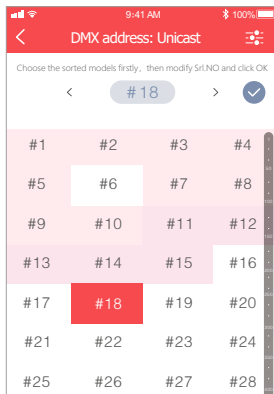 9:41 AM 100%
DMX address: Unicast
Choose the sorted models firstly, then modify Srl.NO and click OK
< #18 >
#1 #2 #3 #4
#5 #6 #7 #8
#9 #10 #11 #12
#13 #14 #15 #16
#17 #18 #19 #20
#21 #22 #23 #24
#25 #26 #27 #28